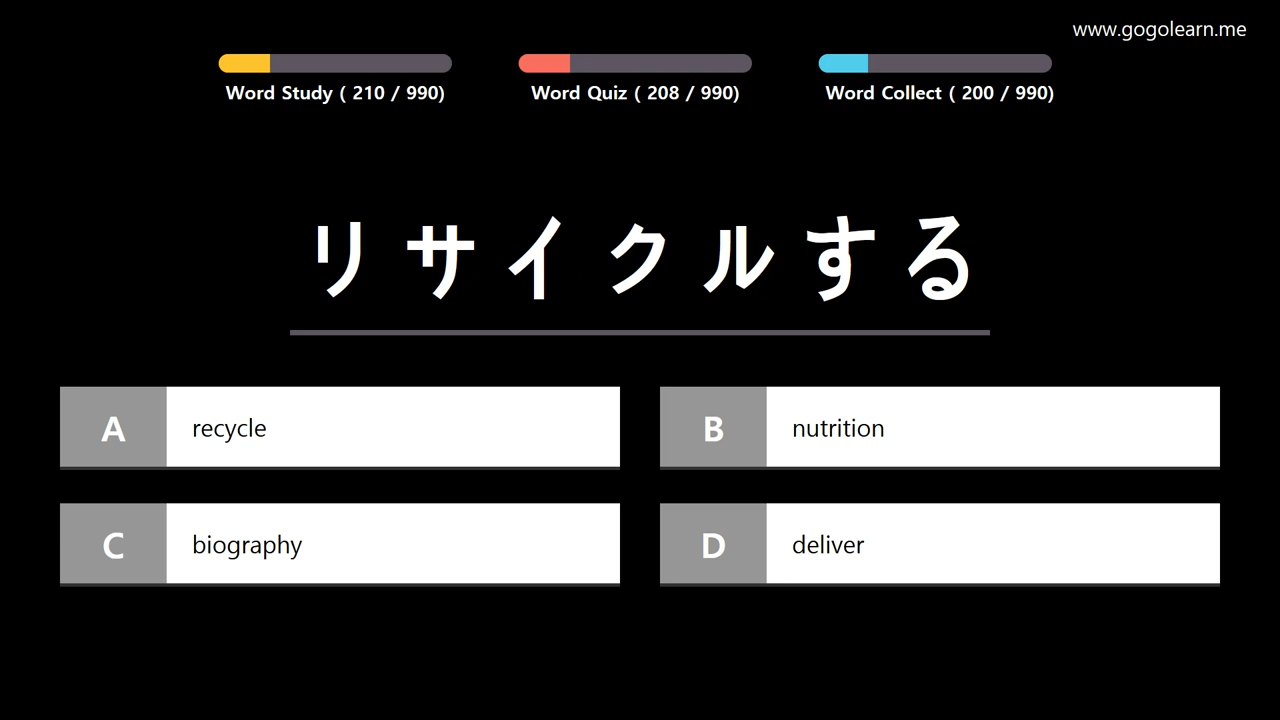 www.gogolearn.me
Word Study ( 210 / 990)
Word Quiz ( 208 / 990)
Word Collect ( 200 / 990)
リサイクルする
A recycle
B nutrition
C biography
D deliver